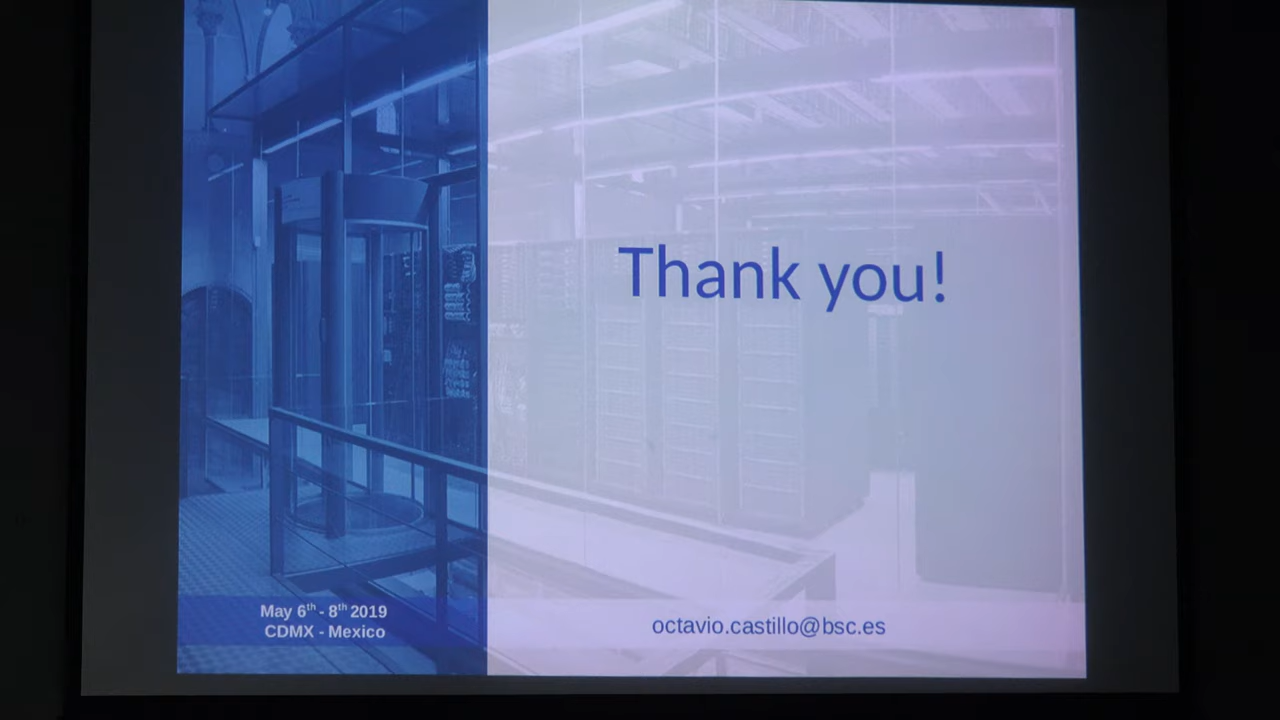 Thank you!
May 6th - 8th 2019
CDMX - Mexico
octavio.castillo@bsc.es